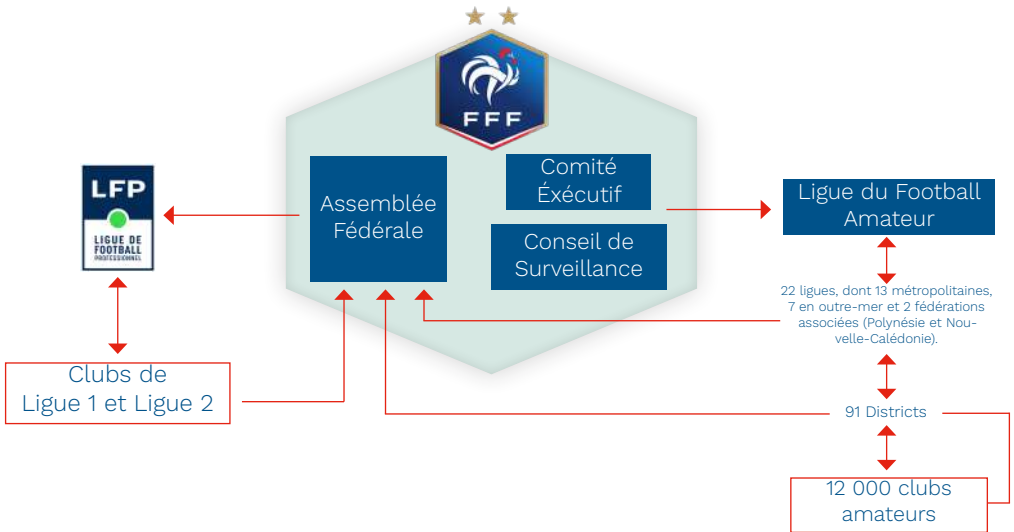 FFF
LFP
LIGUE DE
FOOTBALL
PROFESSIONNEL
Assemblée
Fédérale
Comité
Éxécutif
Conseil de
Surveillance
Ligue du Football
Amateur
22 ligues, dont 13 métropolitaines,
7 en outre-mer et 2 fédérations
associées (Polynésie et Nou-
velle-Calédonie).
Clubs de
Ligue 1 et Ligue 2
91 Districts
12 000 clubs
amateurs